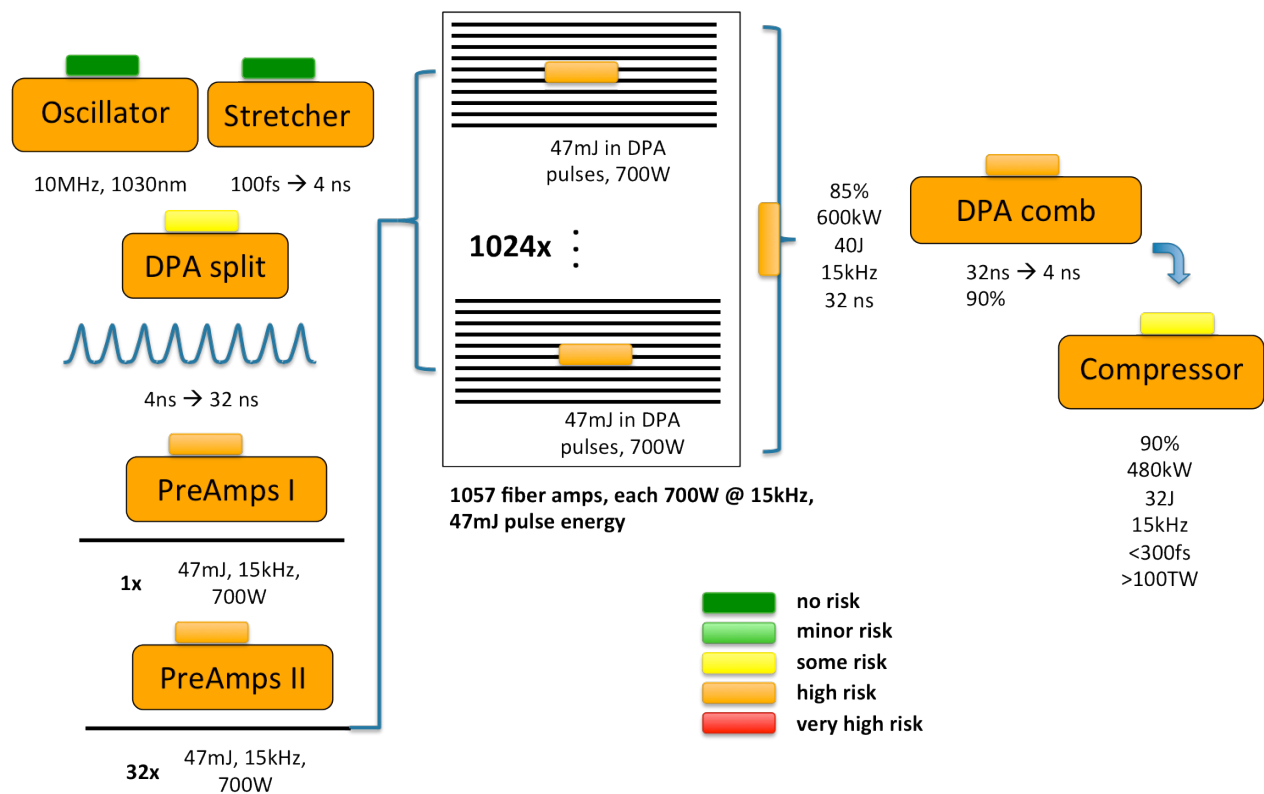 Oscillator
Stretcher
10MHz, 1030nm
100fs → 4 ns
DPA split
4ns → 32 ns
PreAmps I
1x
47mJ, 15kHz,
700W
PreAmps II
32x
47mJ, 15kHz,
700W
47mJ in DPA
pulses, 700W
1024x
47mJ in DPA
pulses, 700W
1057 fiber amps, each 700W @ 15kHz,
47mJ pulse energy
85%
600kW
40J
15kHz
32 ns
DPA comb
32ns → 4 ns
90%
Compressor
90%
480kW
32J
15kHz
<300fs
>100TW
no risk
minor risk
some risk
high risk
very high risk